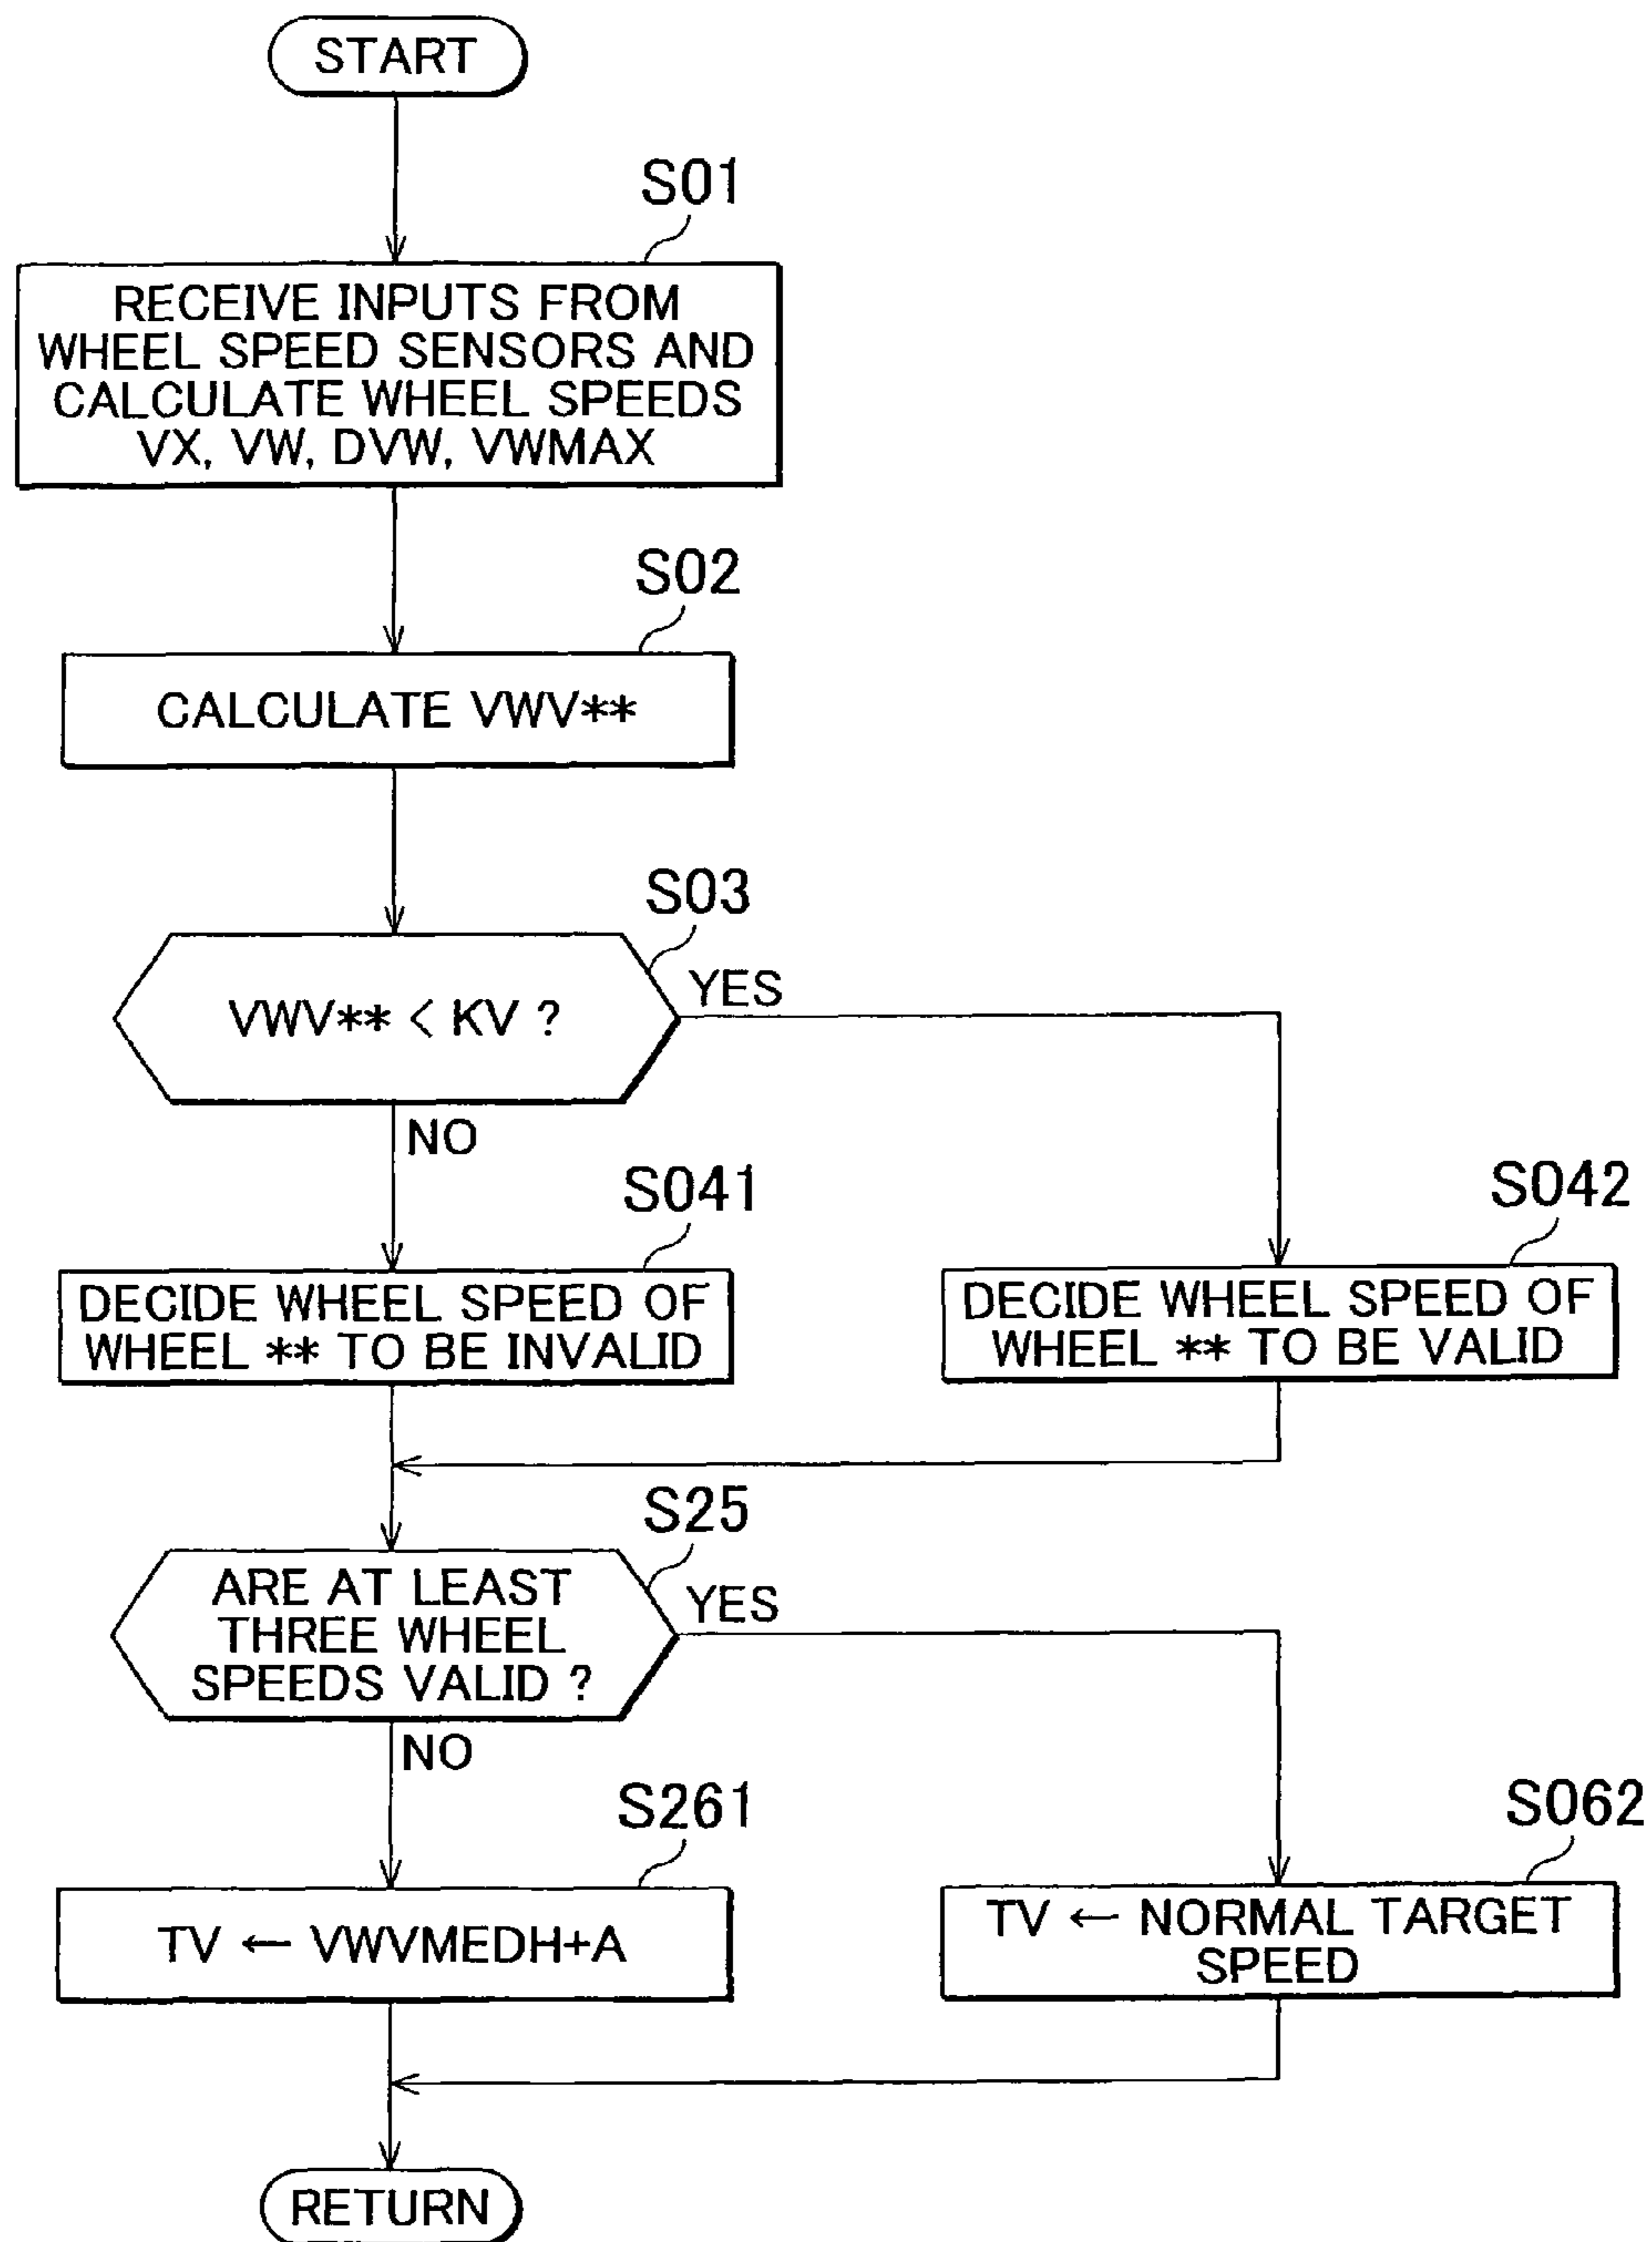 START
S01
RECEIVE INPUTS FROM
WHEEL SPEED SENSORS AND
CALCULATE WHEEL SPEEDS
VX, VW, DVW, VWMAX
S02
CALCULATE VWV**
S03
VWV** < KV ?
YES
NO
S041
DECIDE WHEEL SPEED OF
WHEEL ** TO BE INVALID
S042
DECIDE WHEEL SPEED OF
WHEEL ** TO BE VALID
S25
ARE AT LEAST
THREE WHEEL
SPEEDS VALID ?
YES
NO
S261
TV ← VWVMEDH+A
S062
TV ← NORMAL TARGET
SPEED
RETURN